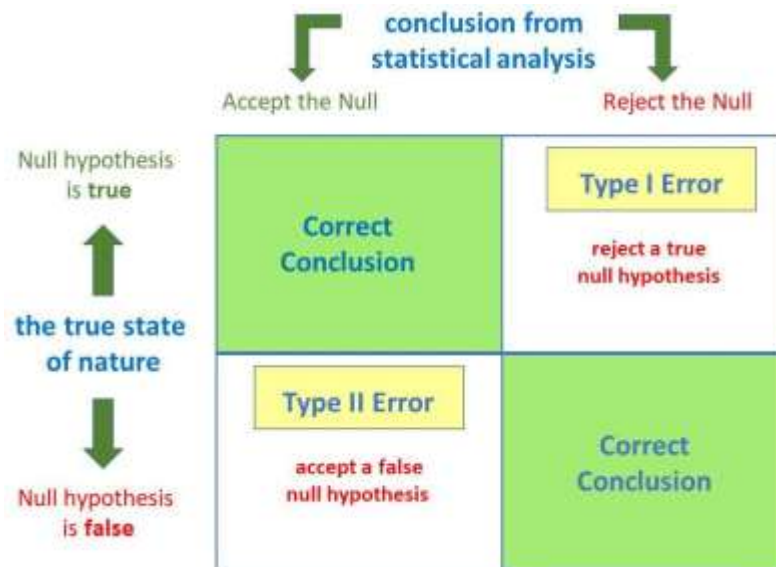 conclusion from
statistical analysis
Accept the Null
Reject the Null
Null hypothesis
is true
Correct
Conclusion
Type I Error
reject a true
null hypothesis
the true state
of nature
Type II Error
accept a false
null hypothesis
Correct
Conclusion
Null hypothesis
is false